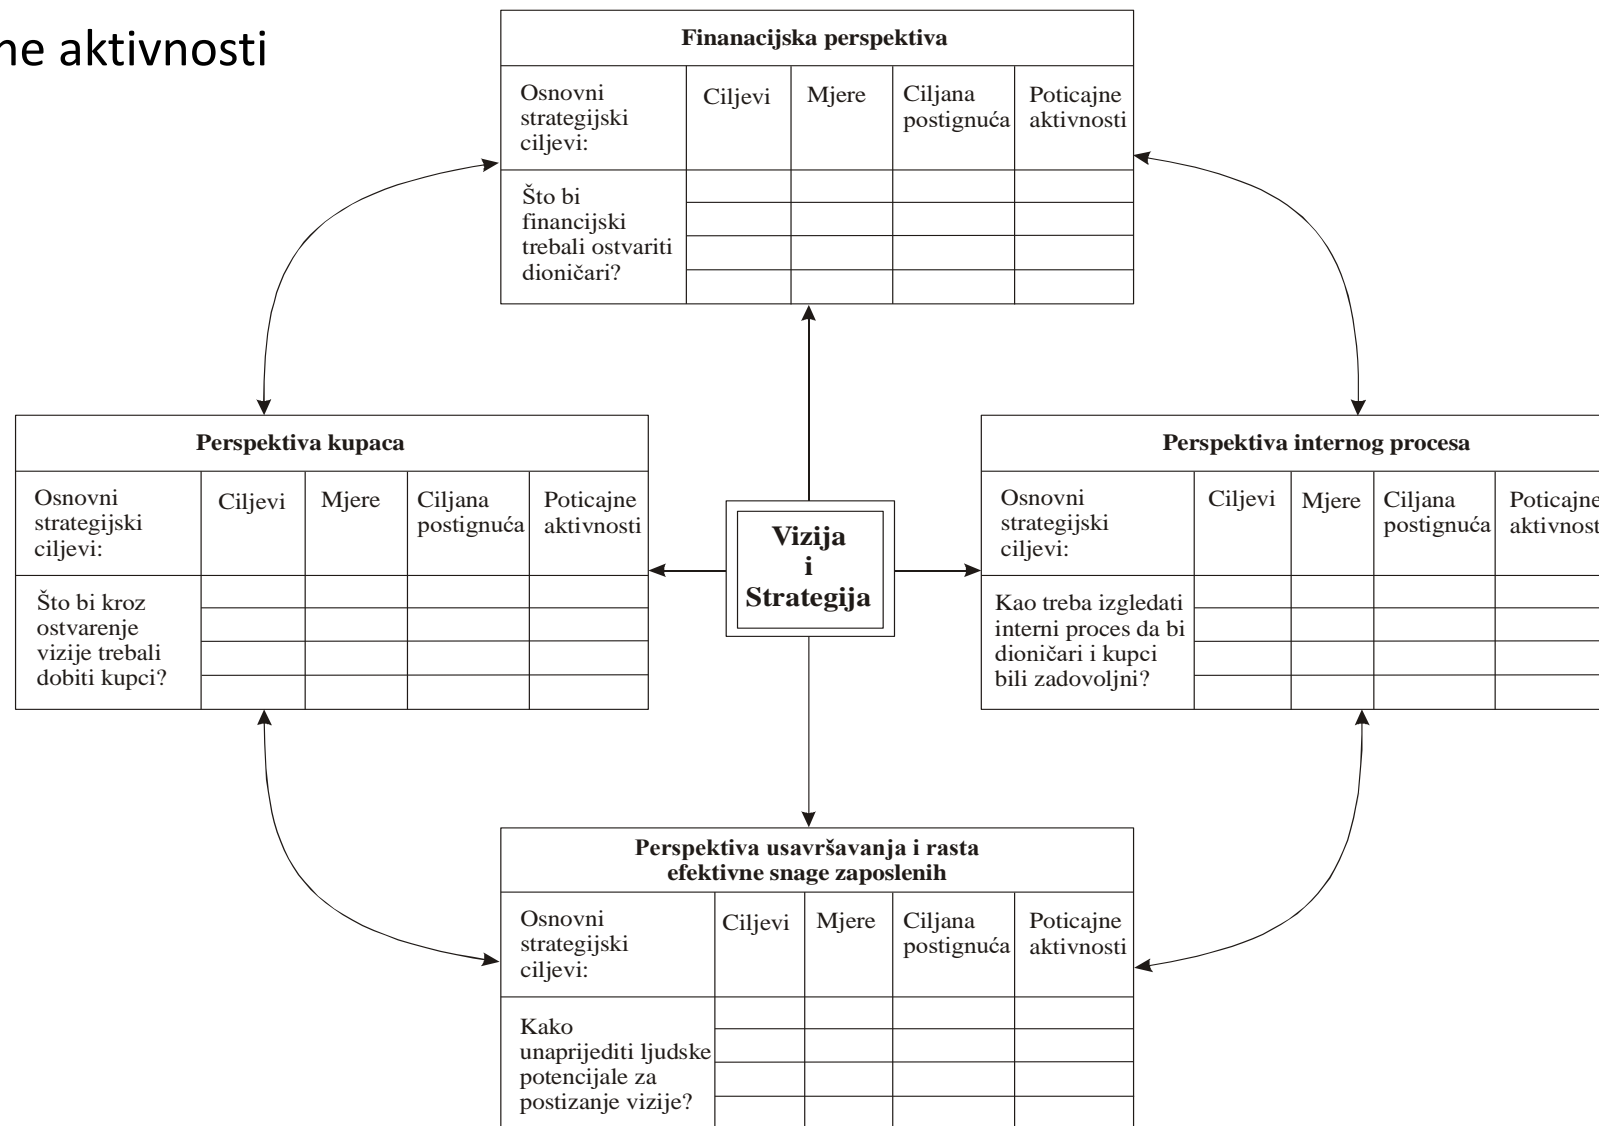 ne aktivnosti
Finanacijska perspektiva
Osnovni
strategijski
ciljevi:
Ciljevi
Mjere
Ciljana
postignuća
Poticajne
aktivnosti
Što bi
financijski
trebali ostvariti
dioničari?
Perspektiva kupaca
Osnovni
strategijski
ciljevi:
Ciljevi
Mjere
Ciljana
postignuća
Poticajne
aktivnosti
Što bi kroz
ostvarenje
vizije trebali
dobiti kupci?
Vizija
i
Strategija
Perspektiva internog procesa
Osnovni
strategijski
ciljevi:
Ciljevi
Mjere
Ciljana
postignuća
Poticajne
aktivnost
Kao treba izgledati
interni proces da bi
dioničari i kupci
bili zadovoljni?
Perspektiva usavršavanja i rasta
efektivne snage zaposlenih
Osnovni
strategijski
ciljevi:
Ciljevi
Mjere
Ciljana
postignuća
Poticajne
aktivnosti
Kako
unaprijediti ljudske
potencijale za
postizanje vizije?